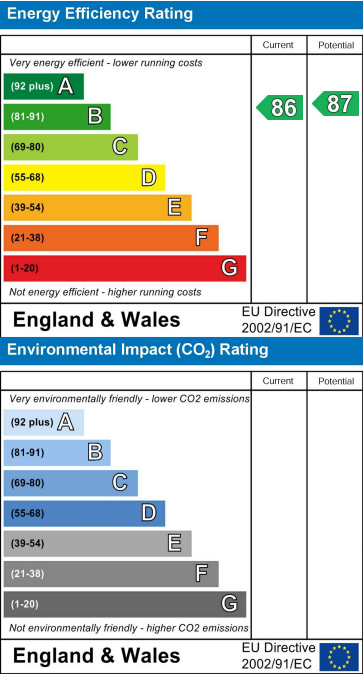 Energy Efficiency Rating
Current Potential
Very energy efficient - lower running costs
(92 plus) A
(81-91) B
86 87
(69-80) C
(55-68) D
(39-54) E
(21-38) F
(1-20) G
Not energy efficient - higher running costs
England & Wales
EU Directive
2002/91/EC
Environmental Impact (CO₂) Rating
Current Potential
Very environmentally friendly - lower CO2 emissions
(92 plus) A
(81-91) B
(69-80) C
(55-68) D
(39-54) E
(21-38) F
(1-20) G
Not environmentally friendly - higher CO2 emissions
England & Wales
EU Directive
2002/91/EC